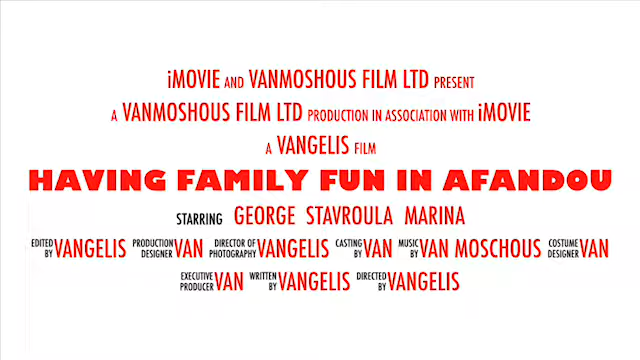 iMOVIE AND VANMOSHOUS FILM LTD PRESENT
A VANMOSHOUS FILM LTD PRODUCTION IN ASSOCIATION WITH iMOVIE
A VANGELIS FILM
HAVING FAMILY FUN IN AFANDOU
STARRING GEORGE STAVROULA MARINA
EDITED BY VANGELIS PRODUCTION DESIGNER VAN DIRECTOR OF PHOTOGRAPHY VANGELIS CASTING BY VAN MUSIC BY VAN MOSCHOUS COSTUME DESIGNER VAN
EXECUTIVE PRODUCER VAN WRITTEN BY VANGELIS DIRECTED BY VANGELIS